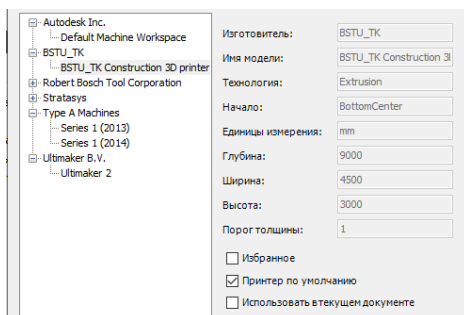 Autodesk Inc.
Default Machine Workspace
BSTU_TK
BSTU_TK Construction 3D printer
Robert Bosch Tool Corporation
Stratasys
Type A Machines
Series 1 (2013)
Series 1 (2014)
Ultimaker B.V.
Ultimaker 2
Изготовитель: BSTU_TK
Имя модели: BSTU_TK Construction 3
Технология: Extrusion
Начало: BottomCenter
Единицы измерения: mm
Глубина: 9000
Ширина: 4500
Высота: 3000
Порог толщины: 1
Избранное
Принтер по умолчанию
Использовать в текущем документе